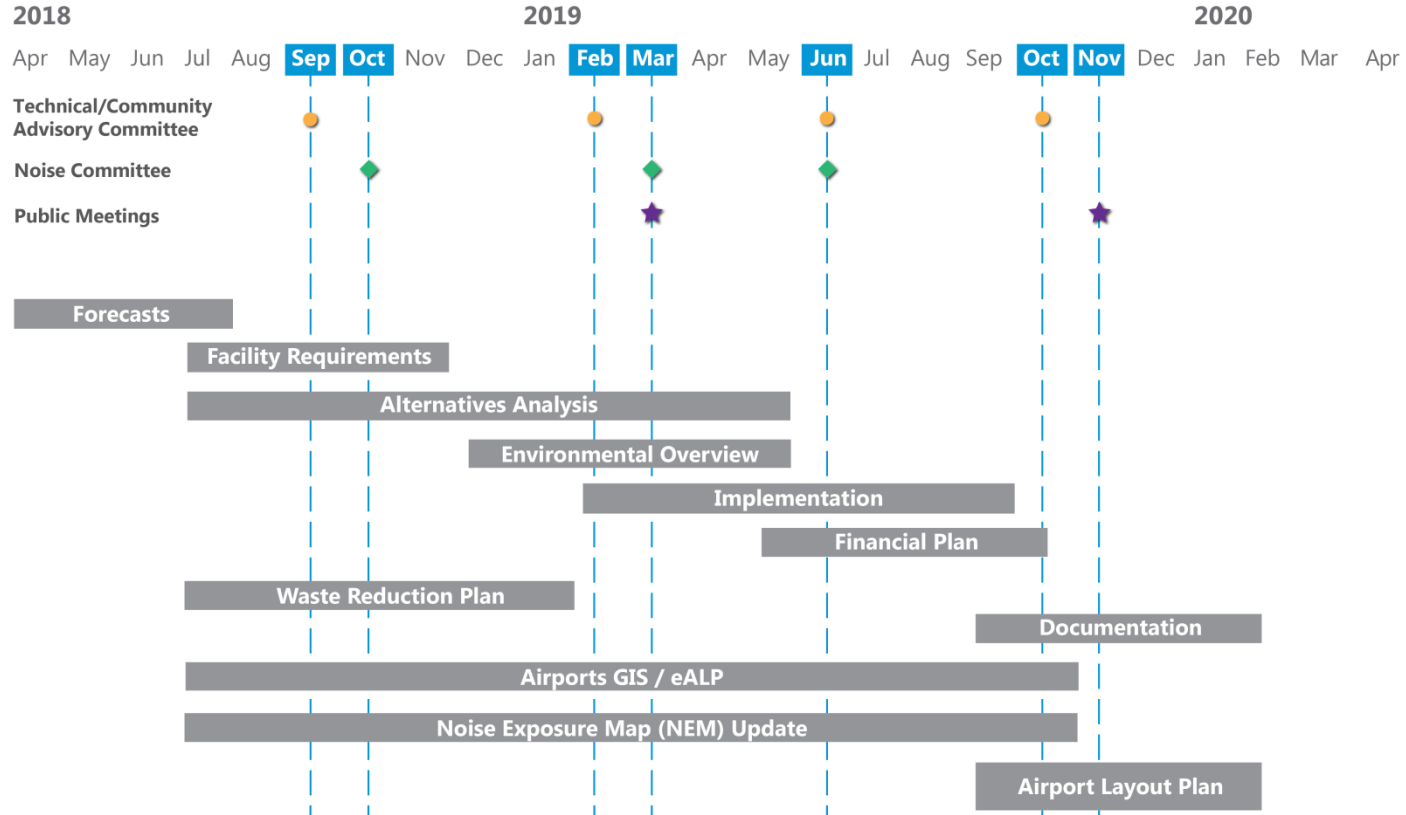 2018 2019 2020
Apr May Jun Jul Aug Sep Oct Nov Dec Jan Feb Mar Apr May Jun Jul Aug Sep Oct Nov Dec Jan Feb Mar Apr
Technical/Community
Advisory Committee
Noise Committee
Public Meetings
Forecasts
Facility Requirements
Alternatives Analysis
Environmental Overview
Implementation
Financial Plan
Waste Reduction Plan
Documentation
Airports GIS / eALP
Noise Exposure Map (NEM) Update
Airport Layout Plan